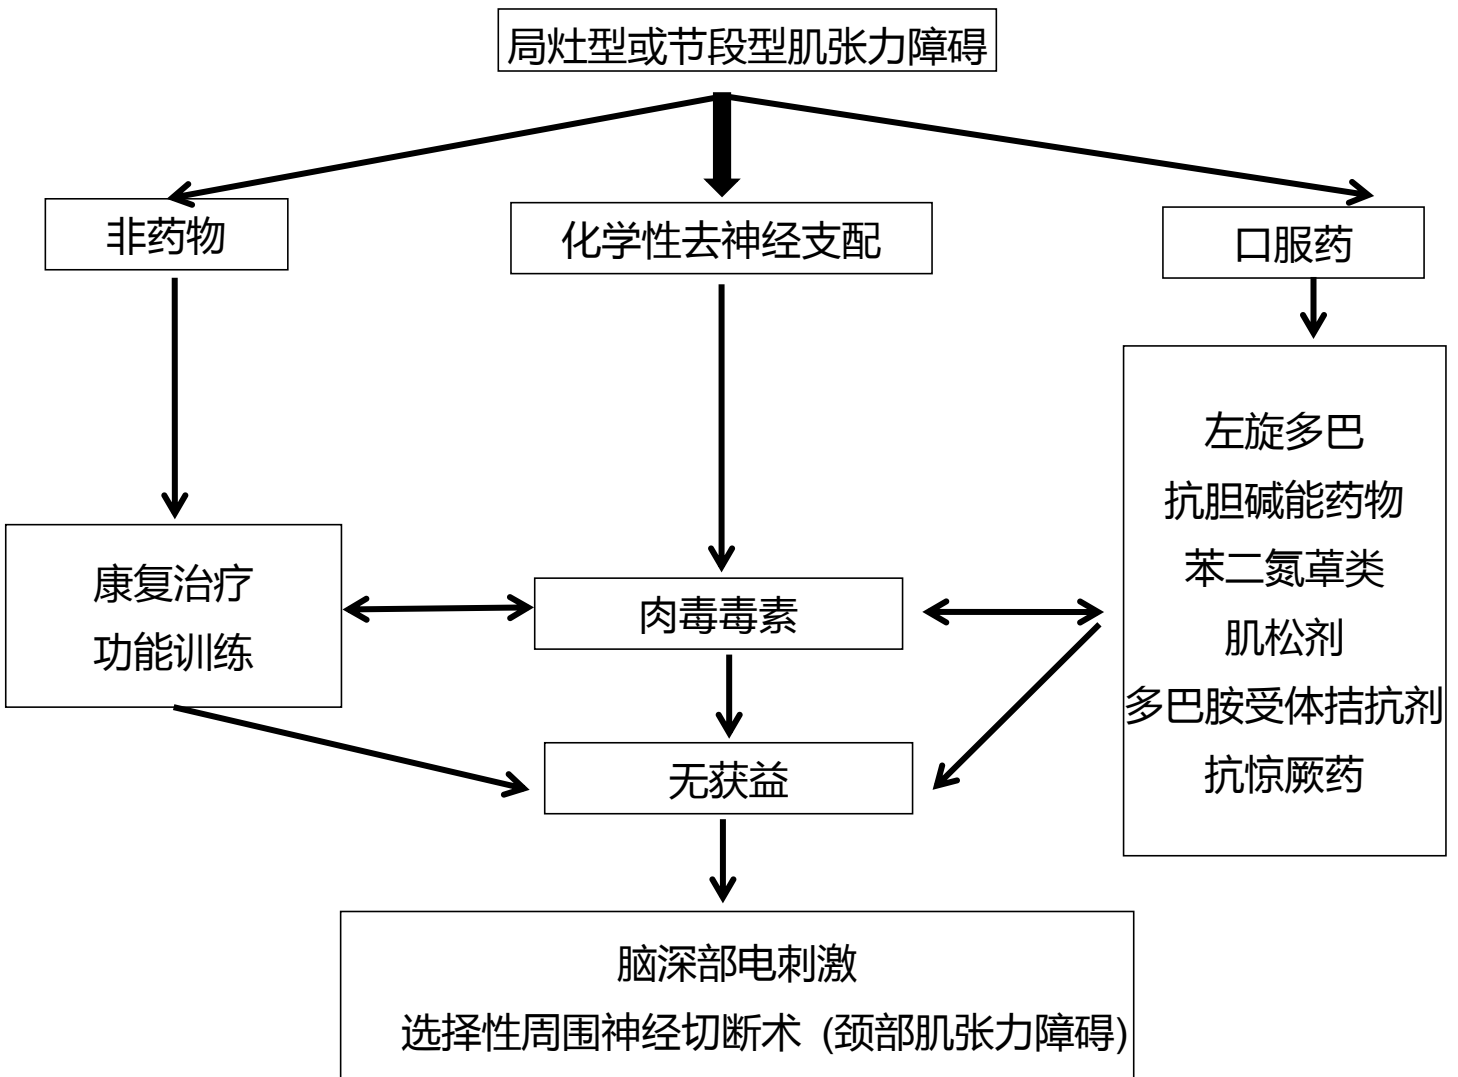 局灶型或节段型肌张力障碍
非药物
化学性去神经支配
口服药
左旋多巴
抗胆碱能药物
苯二氮䓬类
肌松剂
多巴胺受体拮抗剂
抗惊厥药
康复治疗
功能训练
肉毒毒素
无获益
脑深部电刺激
选择性周围神经切断术 (颈部肌张力障碍)